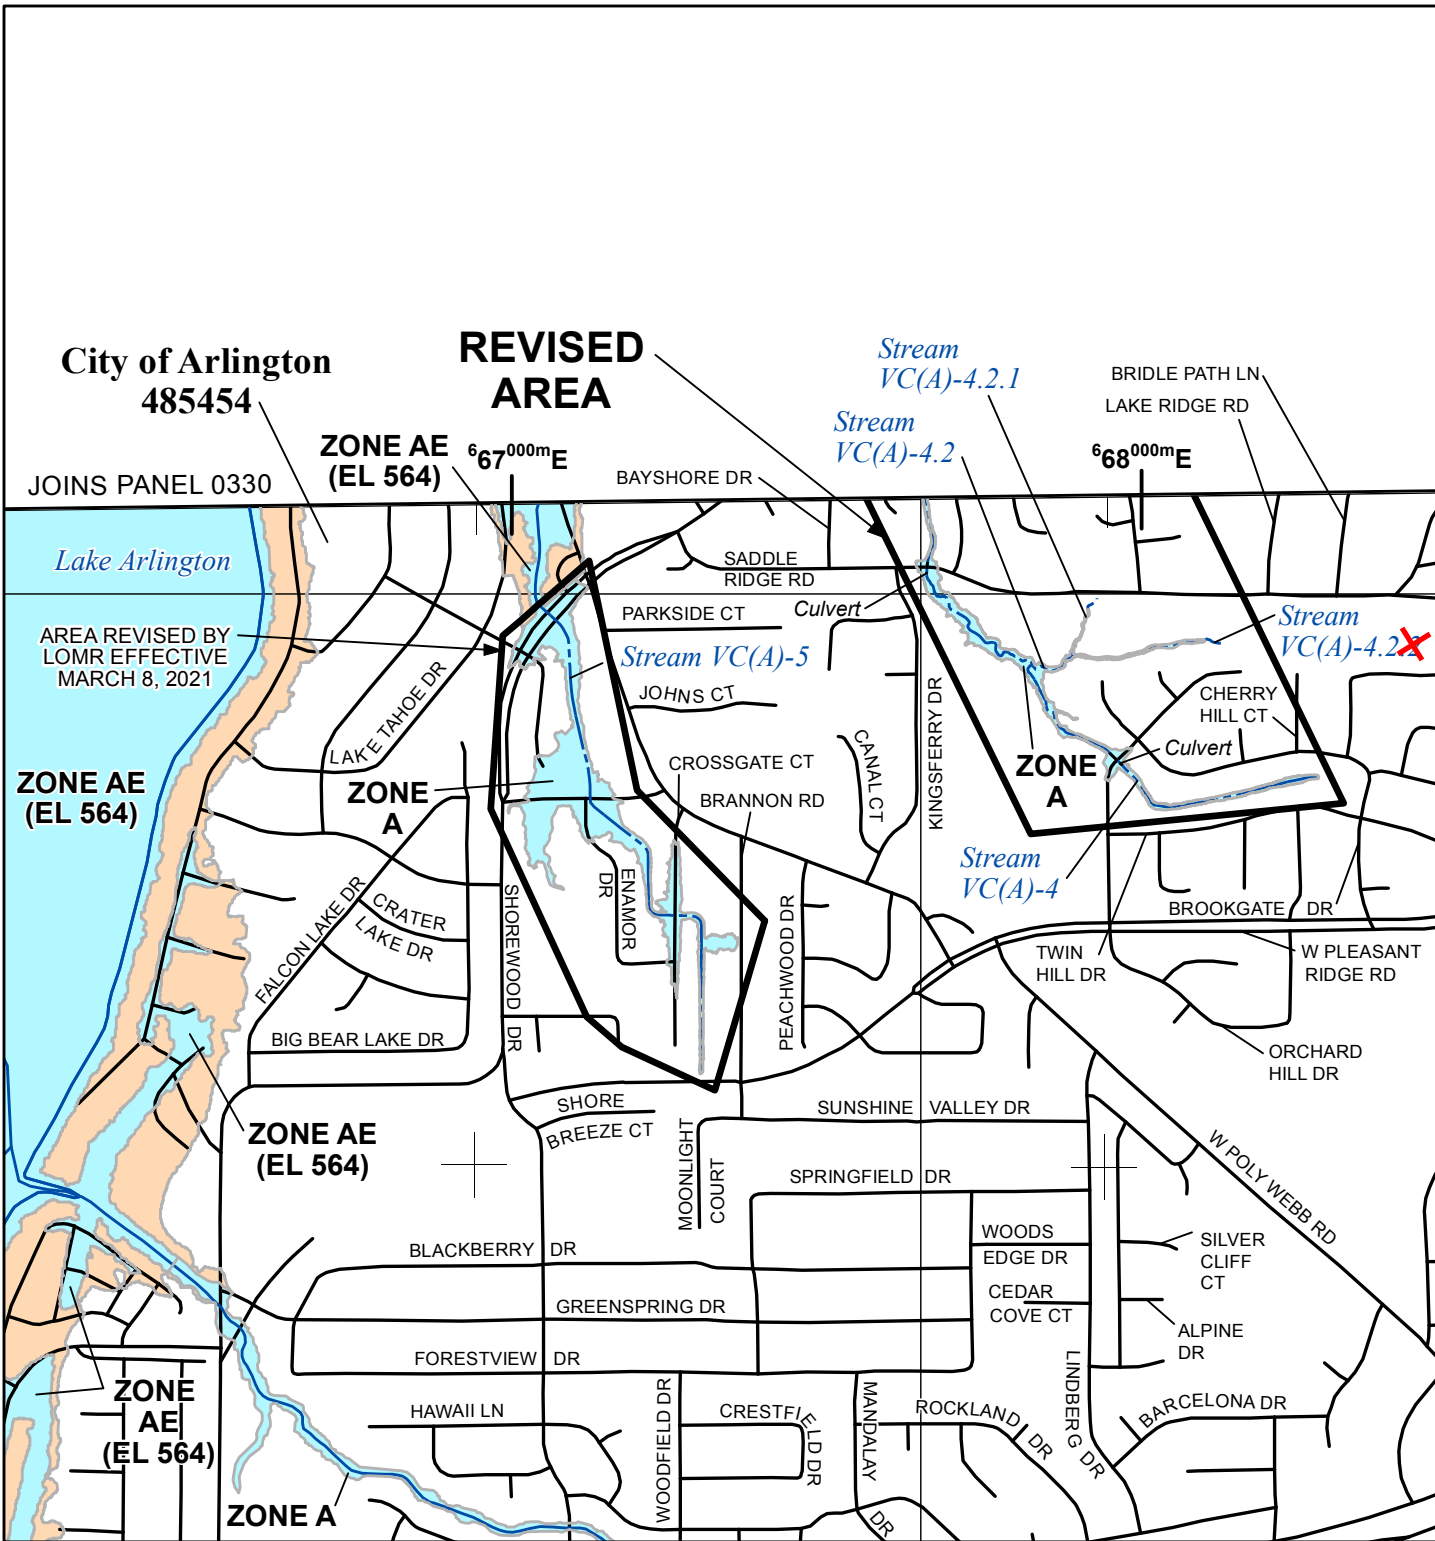 REVISED
AREA
City of Arlington
485454
Stream
VC(A)-4.2.1
BRIDLE PATH LN
LAKE RIDGE RD
Stream
VC(A)-4.2
ZONE AE
(EL 564)
667000mE
668000mE
JOINS PANEL 0330
BAYSHORE DR
Lake Arlington
SADDLE
RIDGE RD
Culvert
PARKSIDE CT
Stream
VC(A)-4.2.2
AREA REVISED BY
LOMR EFFECTIVE
MARCH 8, 2021
Stream VC(A)-5
JOHNS CT
LAKE TAHOE DR
KINGSFERRY DR
CHERRY
HILL CT
Culvert
CANAL CT
CROSSGATE CT
BRANNON RD
ZONE AE
(EL 564)
ZONE
A
ZONE
A
Stream
VC(A)-4
ENAMOR
DR
SHOREWOOD DR
FALCON LAKE DR
CRATER
LAKE DR
PEACHWOOD DR
BROOKGATE DR
TWIN
HILL DR
W PLEASANT
RIDGE RD
BIG BEAR LAKE DR
ORCHARD
HILL DR
SHORE
BREEZE CT
SUNSHINE VALLEY DR
ZONE AE
(EL 564)
MOONLIGHT
COURT
SPRINGFIELD DR
W POLY WEBB RD
WOODS
EDGE DR
SILVER
CLIFF
CT
BLACKBERRY DR
CEDAR
COVE CT
GREENSPRING DR
ALPINE
DR
FORESTVIEW DR
LINDBERG DR
ZONE
AE
(EL 564)
WOODFIELD DR
MANDALAY
DR
HAWAII LN
CRESTFIELD DR
ROCKLAND DR
BARCELONA DR
ZONE A